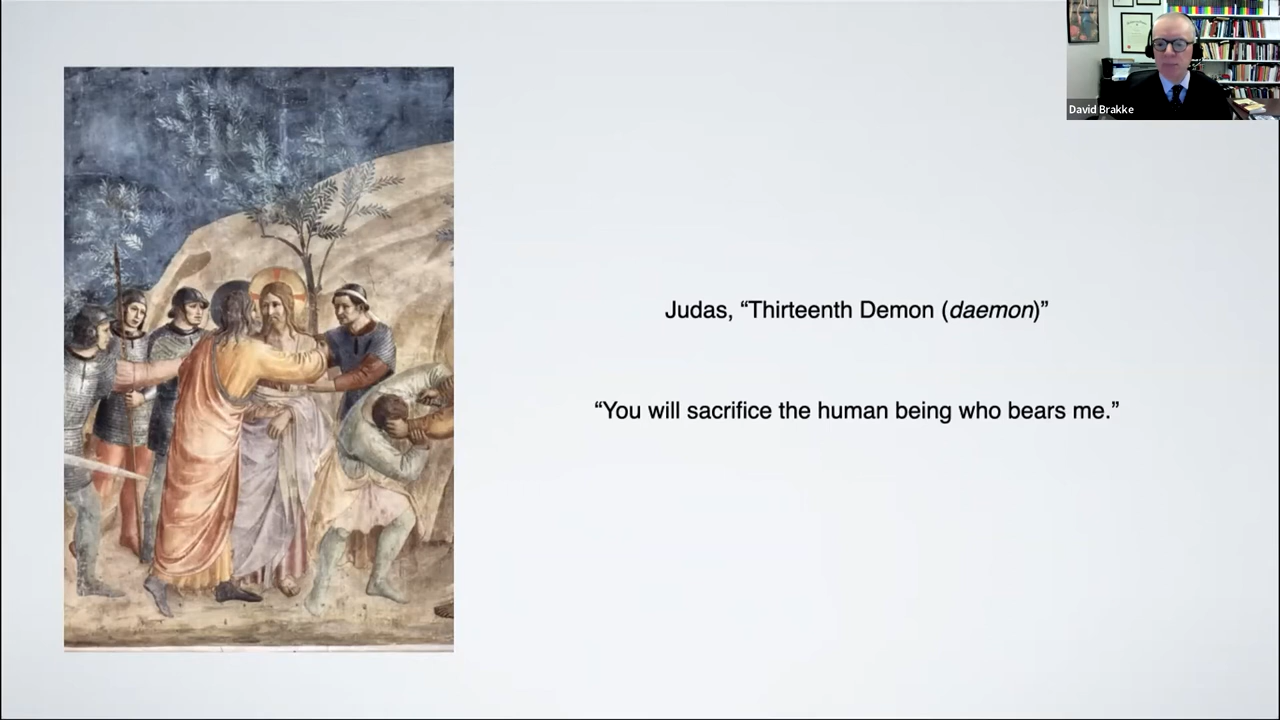 David Brakke
Judas, “Thirteenth Demon (daemon)”
“You will sacrifice the human being who bears me.”